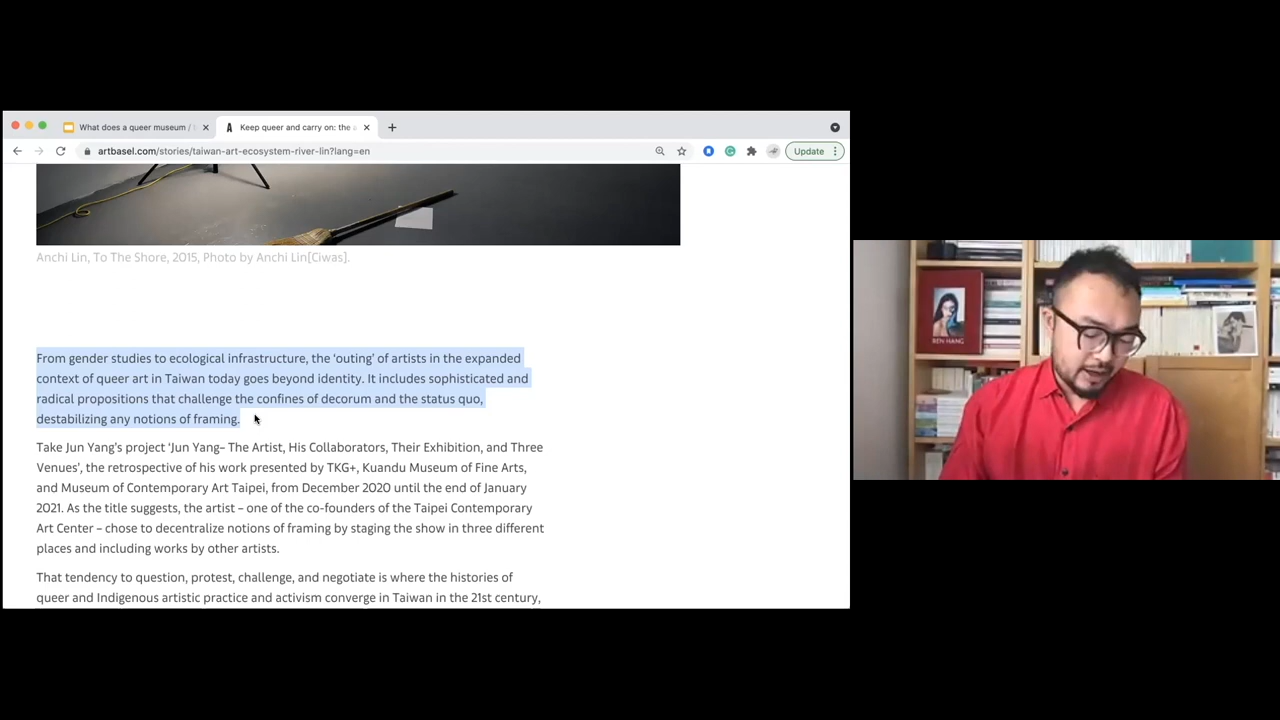 What does a queer museum /
Keep queer and carry on: the a
artbasel.com/stories/taiwan-art-ecosystem-river-lin?lang=en
Update
Anchi Lin, To The Shore, 2015, Photo by Anchi Lin[Ciwas].
From gender studies to ecological infrastructure, the ‘outing’ of artists in the expanded
context of queer art in Taiwan today goes beyond identity. It includes sophisticated and
radical propositions that challenge the confines of decorum and the status quo,
destabilizing any notions of framing.
Take Jun Yang’s project ‘Jun Yang– The Artist, His Collaborators, Their Exhibition, and Three
Venues’, the retrospective of his work presented by TKG+, Kuandu Museum of Fine Arts,
and Museum of Contemporary Art Taipei, from December 2020 until the end of January
2021. As the title suggests, the artist – one of the co-founders of the Taipei Contemporary
Art Center – chose to decentralize notions of framing by staging the show in three different
places and including works by other artists.
That tendency to question, protest, challenge, and negotiate is where the histories of
queer and Indigenous artistic practice and activism converge in Taiwan in the 21st century,
REN HANG